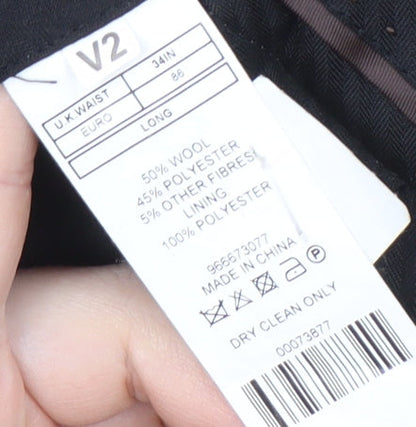 V2
U.K.WAIST 34IN
EURO 86
LONG
50% WOOL
45% POLYESTER
5% OTHER FIBRES
LINING
100% POLYESTER
966673077
MADE IN CHINA
P
DRY CLEAN ONLY
00073877